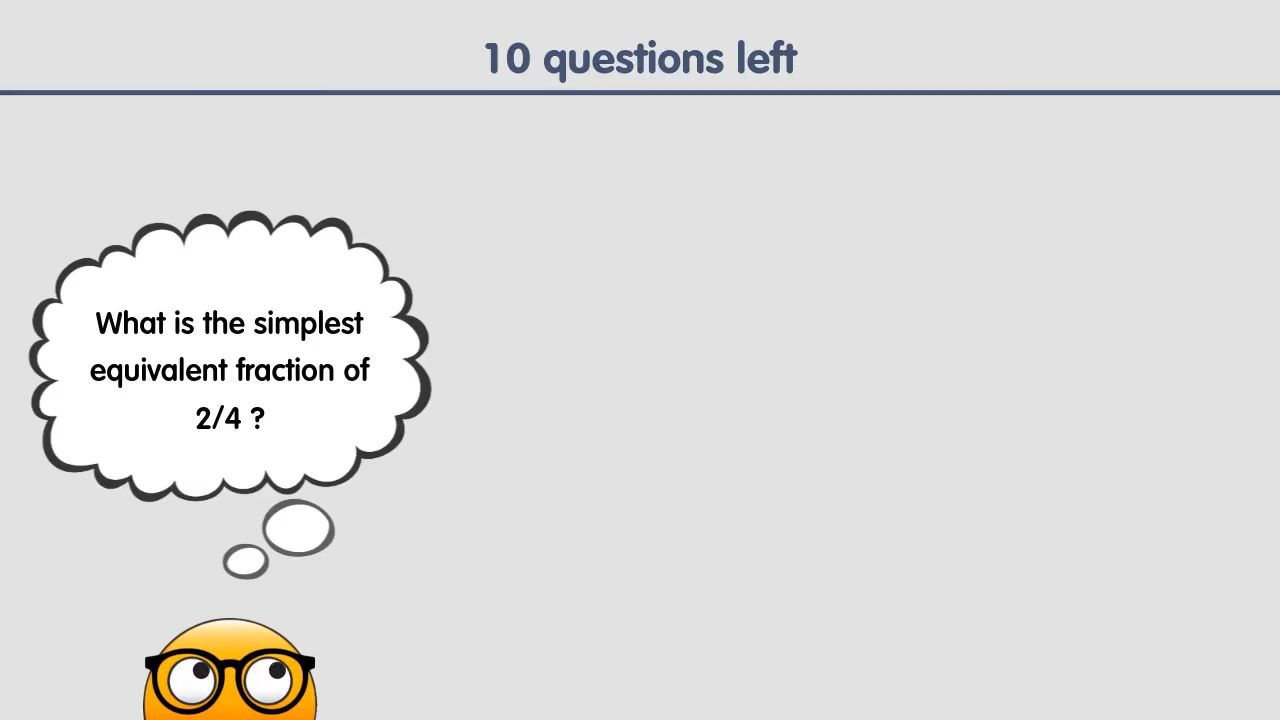 10 questions left
What is the simplest
equivalent fraction of
2/4 ?